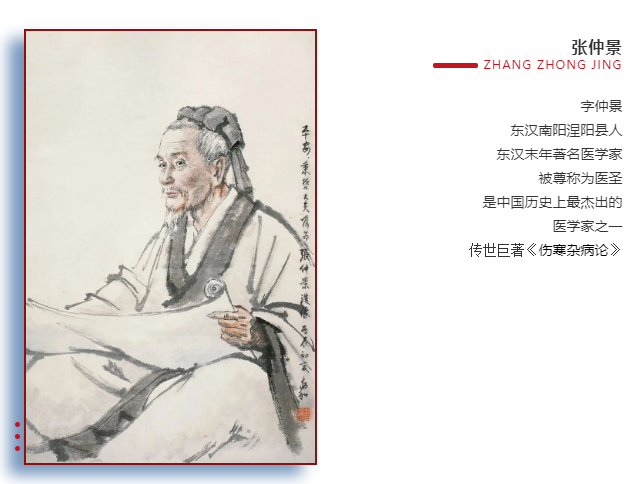 张仲景
ZHANG ZHONG JING
字仲景
东汉南阳涅阳县人
东汉末年著名医学家
被尊称为医圣
是中国历史上最杰出的
医学家之一
传世巨著《伤寒杂病论》